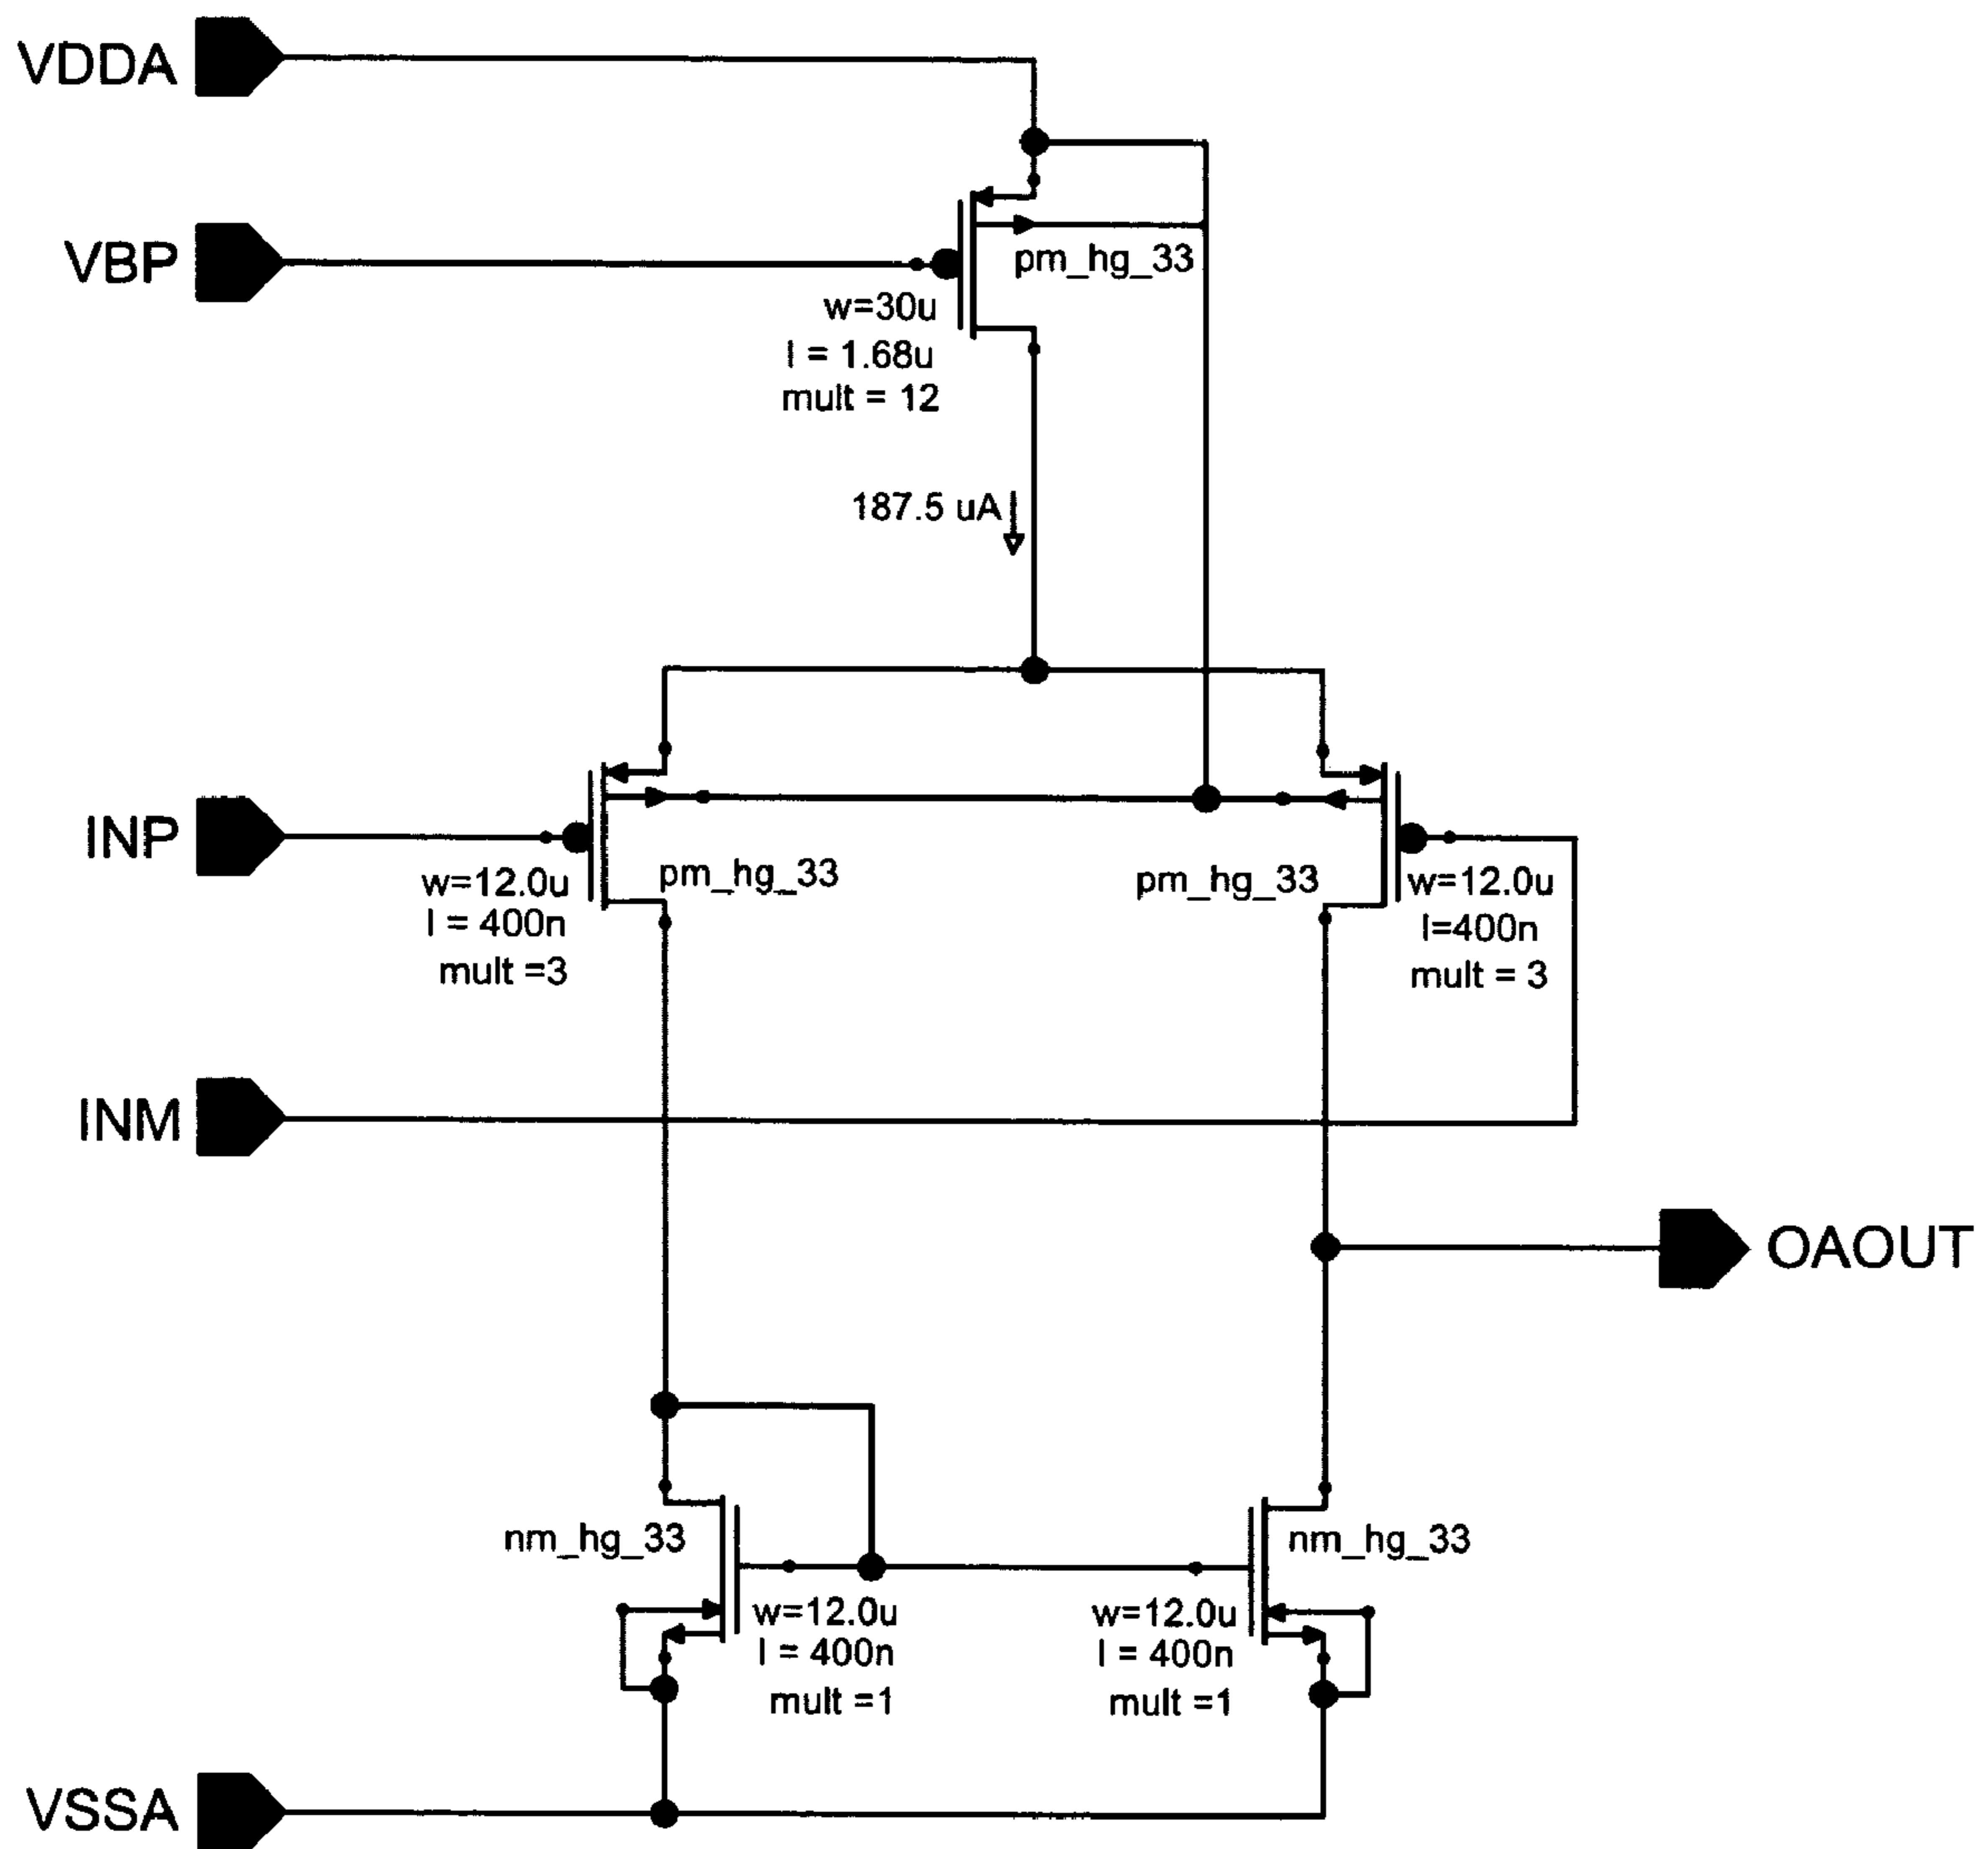 VDDA
VBP
pm_hg_33
w=30u
l = 1.68u
mult = 12
187.5 uA
INP
pm_hg_33
w=12.0u
l = 400n
mult =3
pm_hg_33
w=12.0u
l=400n
mult = 3
INM
OAOUT
nm_hg_33
w=12.0u
l = 400n
mult =1
nm_hg_33
w=12.0u
l = 400n
mult =1
VSSA